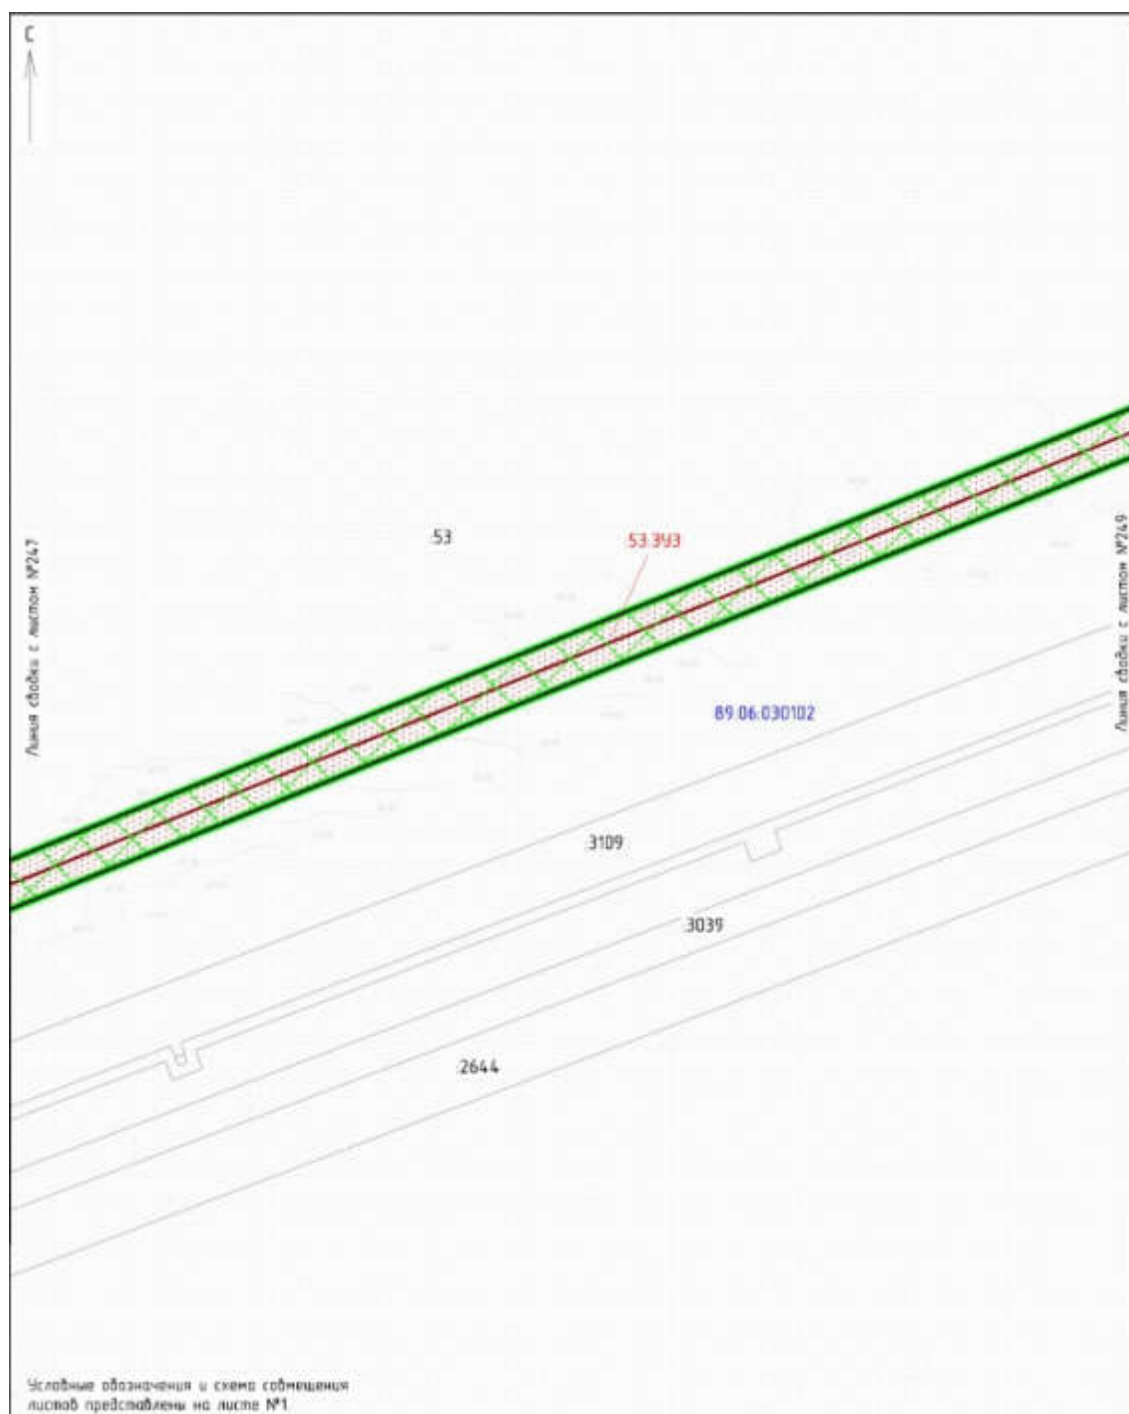 С
:53
:53:ЗУ3
Линия сводки с листом №247
Линия сводки с листом №249
89:06:030102
:3109
:3039
:2644
Условные обозначения и схема совмещения
листов представлены на листе №1.